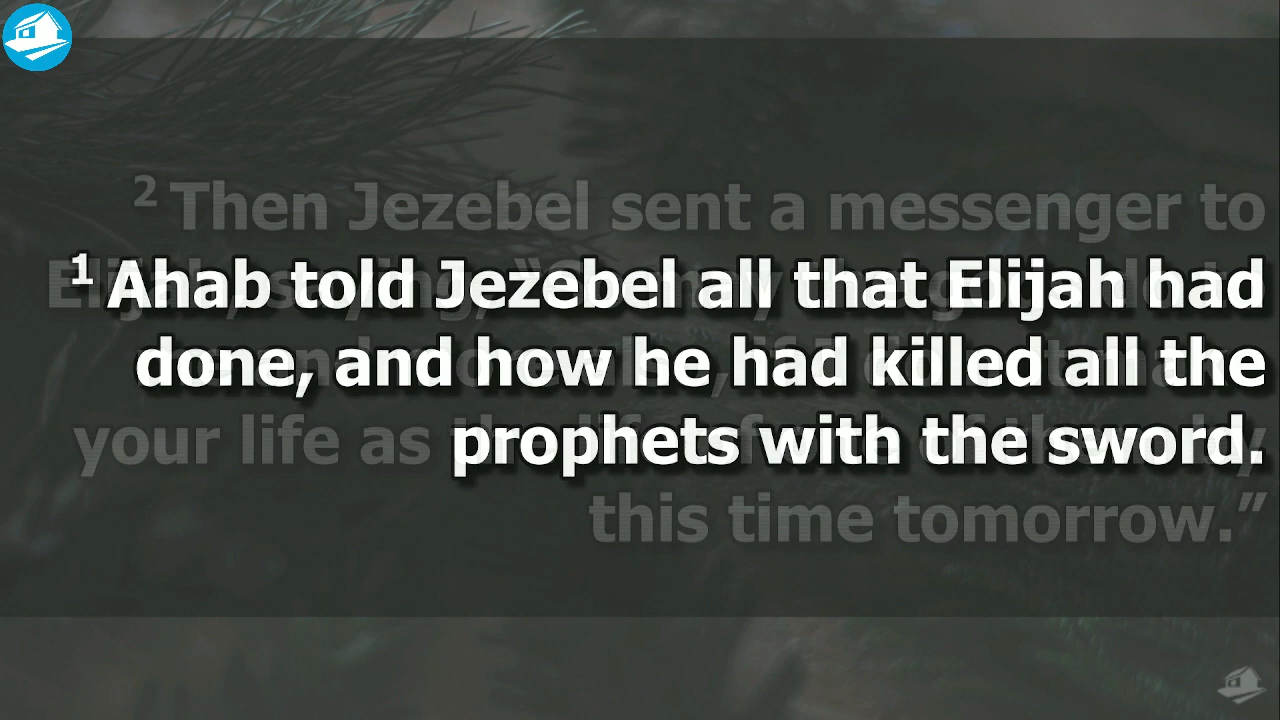 ¹ Ahab told Jezebel all that Elijah had
done, and how he had killed all the
prophets with the sword.
² Then Jezebel sent a messenger to
your life as
this time tomorrow.”